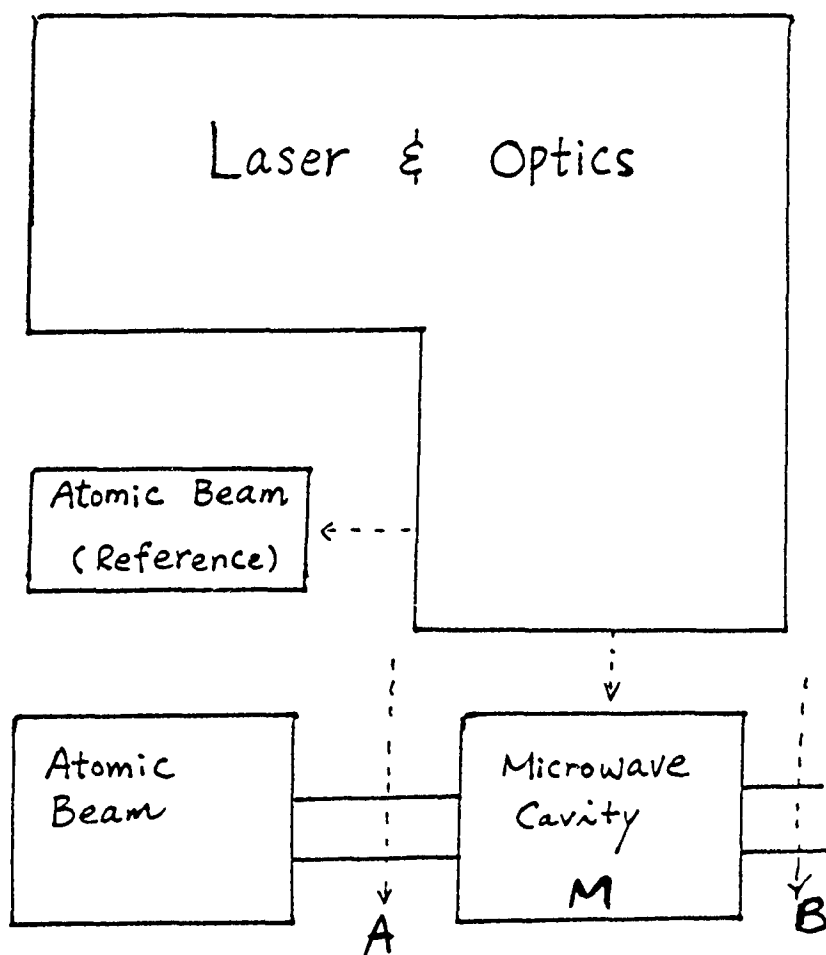 Laser & Optics
Atomic Beam
(Reference)
Atomic
Beam
Microwave
Cavity
M
A
B